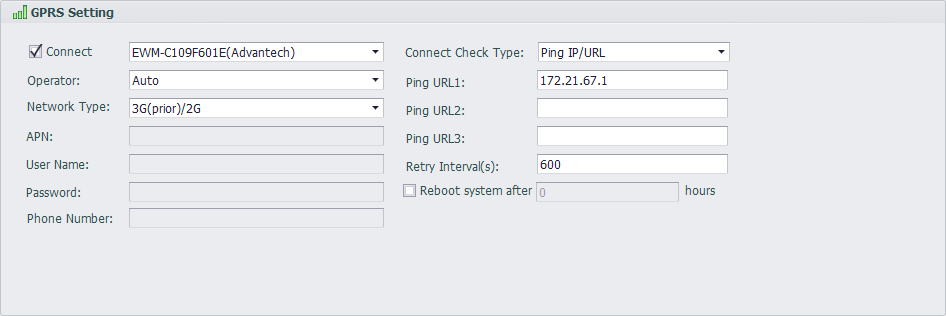 GPRS Setting
Connect EWM-C109F601E(Advantech)
Operator: Auto
Network Type: 3G(prior)/2G
APN:
User Name:
Password:
Phone Number:
Connect Check Type: Ping IP/URL
Ping URL1: 172.21.67.1
Ping URL2:
Ping URL3:
Retry Interval(s): 600
Reboot system after 0 hours